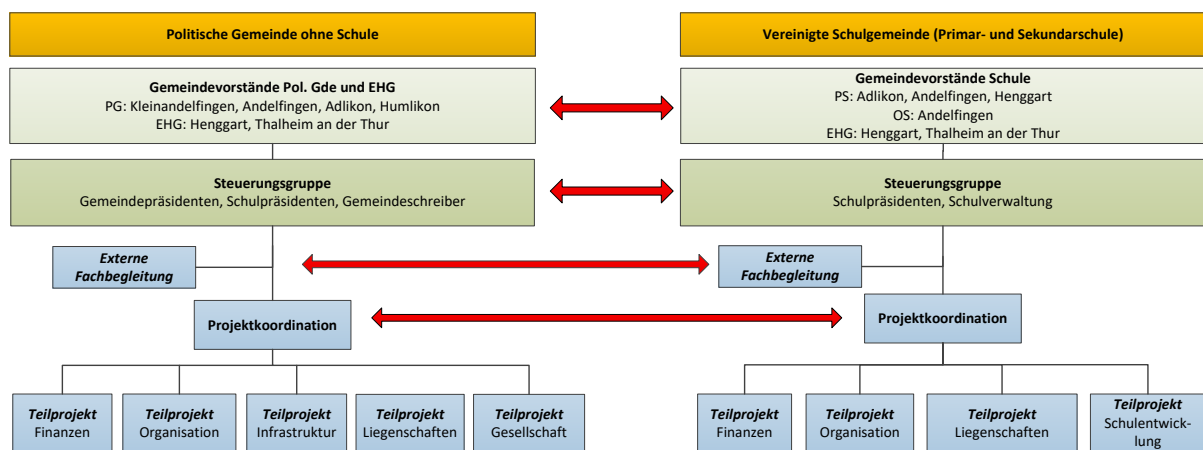 Politische Gemeinde ohne Schule
Gemeindevorstände Pol. Gde und EHG
PG: Kleinandelfingen, Andelfingen, Adlikon, Humlikon
EHG: Henggart, Thalheim an der Thur
Steuerungsgruppe
Gemeindepräsidenten, Schulpräsidenten, Gemeindeschreiber
Externe
Fachbegleitung
Projektkoordination
Teilprojekt
Finanzen
Teilprojekt
Organisation
Teilprojekt
Infrastruktur
Teilprojekt
Liegenschaften
Teilprojekt
Gesellschaft
Vereinigte Schulgemeinde (Primar- und Sekundarschule)
Gemeindevorstände Schule
PS: Adlikon, Andelfingen, Henggart
OS: Andelfingen
EHG: Henggart, Thalheim an der Thur
Steuerungsgruppe
Schulpräsidenten, Schulverwaltung
Externe
Fachbegleitung
Projektkoordination
Teilprojekt
Finanzen
Teilprojekt
Organisation
Teilprojekt
Liegenschaften
Teilprojekt
Schulentwick-
lung